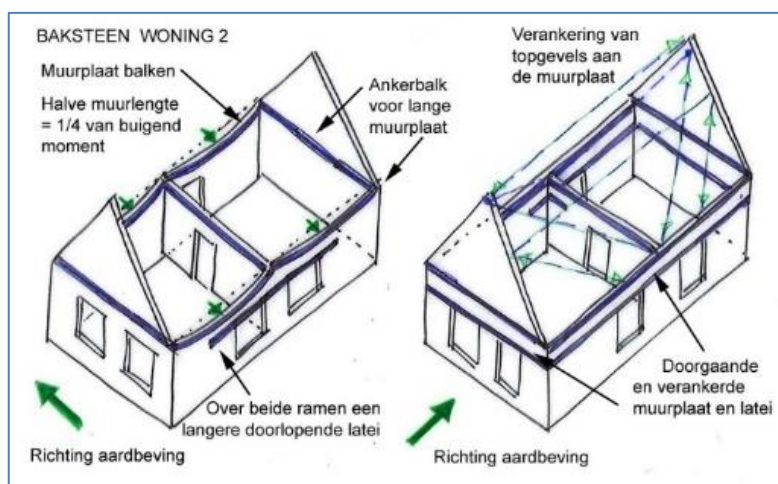 BAKSTEEN WONING 2
Muurplaat balken
Halve muurlengte
= 1/4 van buigend
moment
Ankerbalk
voor lange
muurplaat
Over beide ramen een
langere doorlopende latei
Richting aardbeving
Verankering van
topgevels aan
de muurplaat
Doorgaande
en verankerde
muurplaat en latei
Richting aardbeving